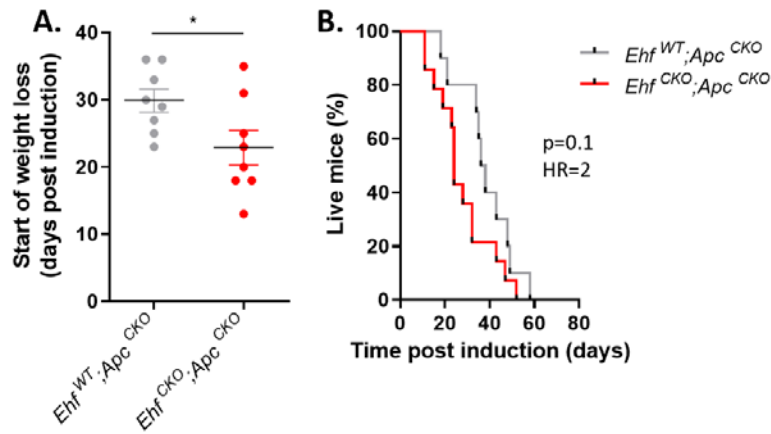 A.
*
Start of weight loss
(days post induction)
40
30
20
10
0
Ehf WT;Apc CKO
Ehf CKO;Apc CKO
B.
Live mice (%)
100
80
60
40
20
0
0 20 40 60 80
Time post induction (days)
Ehf WT;Apc CKO
Ehf CKO;Apc CKO
p=0.1
HR=2